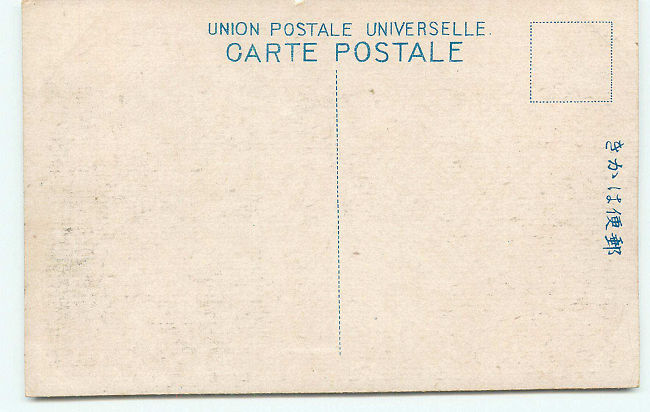 UNION POSTALE UNIVERSELLE.
CARTE POSTALE
きかは便郵